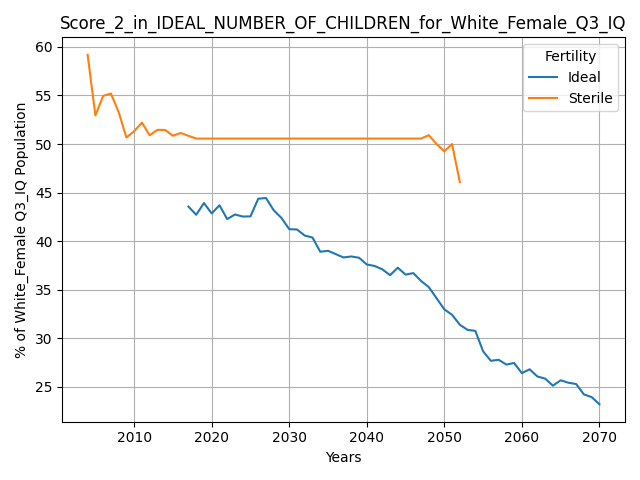 Score_2_in_IDEAL_NUMBER_OF_CHILDREN_for_White_Female_Q3_IQ
Fertility
Ideal
Sterile
% of White_Female Q3_IQ Population
60
55
50
45
40
35
30
25
2010 2020 2030 2040 2050 2060 2070
Years